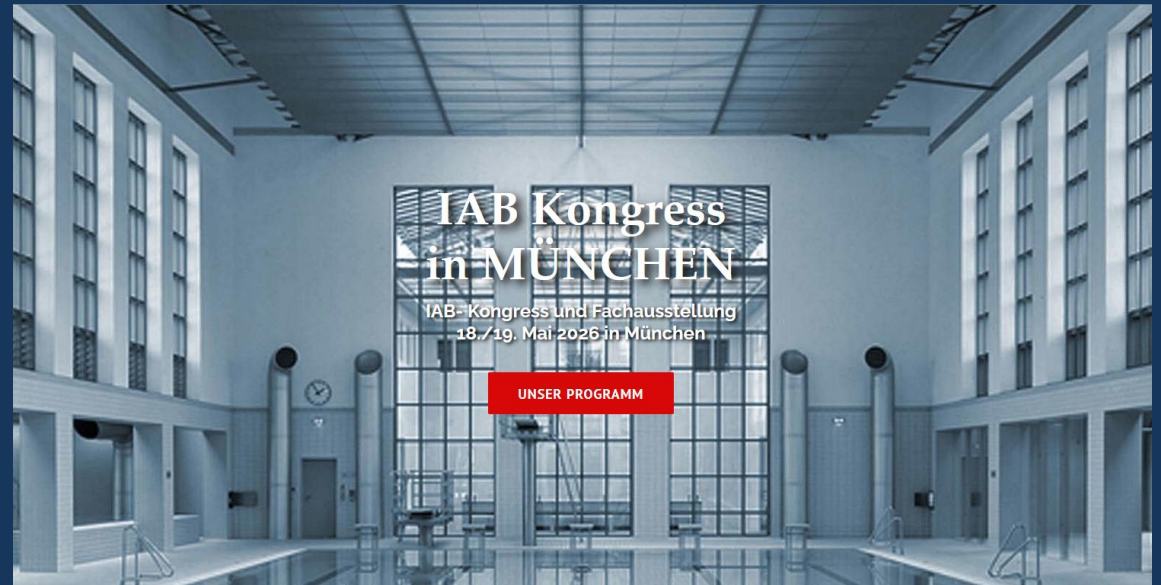 IAB Kongress
in MÜNCHEN
IAB- Kongress und Fachausstellung
18./19. Mai 2026 in München
UNSER PROGRAMM